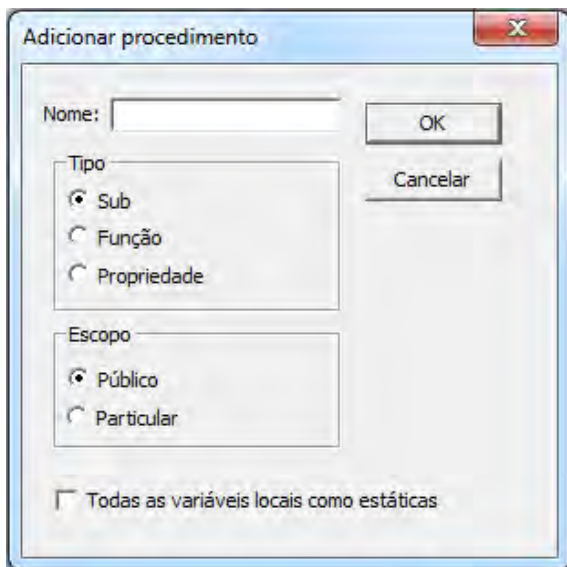 Adicionar procedimento
Nome:
OK
Cancelar
Tipo
Sub
Função
Propriedade
Escopo
Público
Particular
Todas as variáveis locais como estáticas